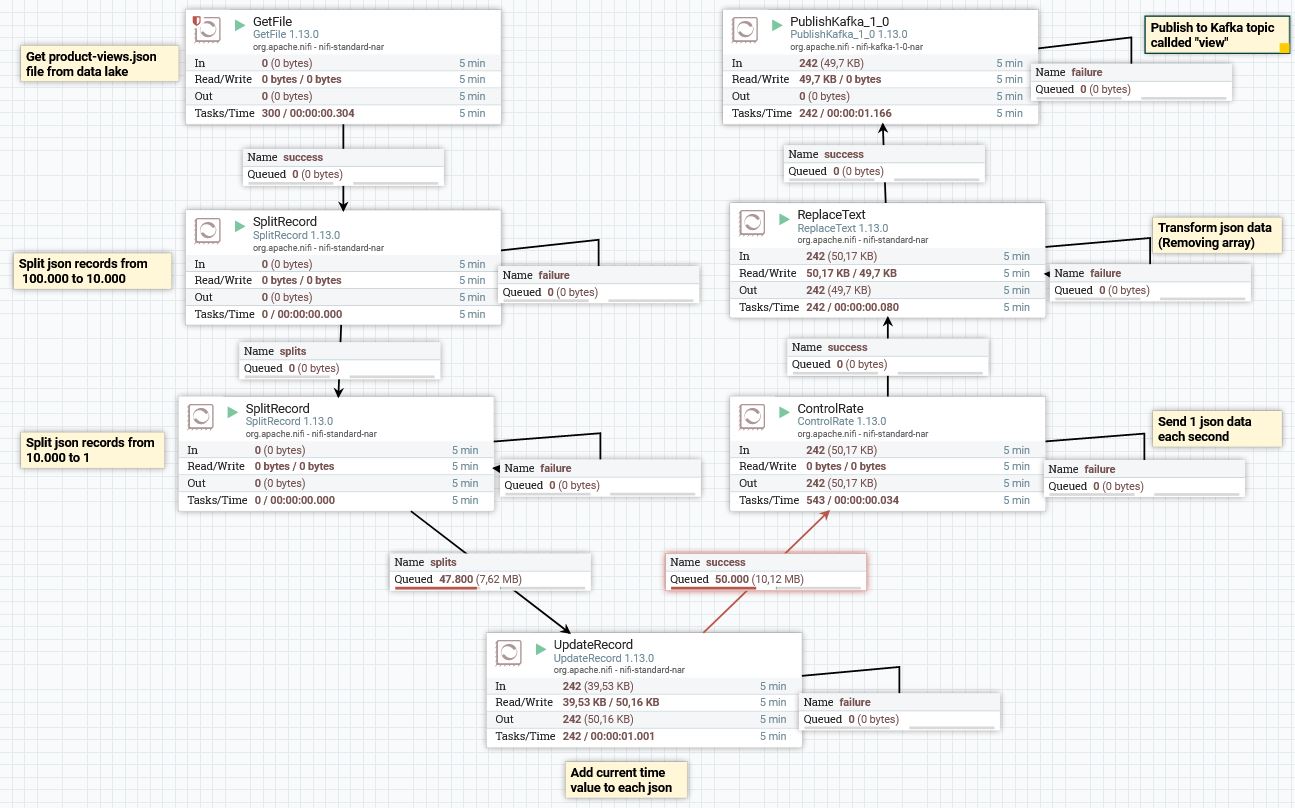 Get product-views.json
file from data lake
GetFile
GetFile 1.13.0
org.apache.nifi - nifi-standard-nar
In 0 (0 bytes) 5 min
Read/Write 0 bytes / 0 bytes 5 min
Out 0 (0 bytes) 5 min
Tasks/Time 300 / 00:00:00.304 5 min
Name success
Queued 0 (0 bytes)
Split json records from
100.000 to 10.000
SplitRecord
SplitRecord 1.13.0
org.apache.nifi - nifi-standard-nar
In 0 (0 bytes) 5 min
Read/Write 0 bytes / 0 bytes 5 min
Out 0 (0 bytes) 5 min
Tasks/Time 0 / 00:00:00.000 5 min
Name failure
Queued 0 (0 bytes)
Name splits
Queued 0 (0 bytes)
Split json records from
10.000 to 1
SplitRecord
SplitRecord 1.13.0
org.apache.nifi - nifi-standard-nar
In 0 (0 bytes) 5 min
Read/Write 0 bytes / 0 bytes 5 min
Out 0 (0 bytes) 5 min
Tasks/Time 0 / 00:00:00.000 5 min
Name failure
Queued 0 (0 bytes)
Name splits
Queued 47.800 (7,62 MB)
UpdateRecord
UpdateRecord 1.13.0
org.apache.nifi - nifi-standard-nar
In 242 (39,53 KB) 5 min
Read/Write 39,53 KB / 50,16 KB 5 min
Out 242 (50,16 KB) 5 min
Tasks/Time 242 / 00:00:01.001 5 min
Name failure
Queued 0 (0 bytes)
Add current time
value to each json
Name success
Queued 50.000 (10,12 MB)
ControlRate
ControlRate 1.13.0
org.apache.nifi - nifi-standard-nar
In 242 (50,17 KB) 5 min
Read/Write 0 bytes / 0 bytes 5 min
Out 242 (50,17 KB) 5 min
Tasks/Time 543 / 00:00:00.034 5 min
Send 1 json data
each second
Name failure
Queued 0 (0 bytes)
Name success
Queued 0 (0 bytes)
ReplaceText
ReplaceText 1.13.0
org.apache.nifi - nifi-standard-nar
In 242 (50,17 KB) 5 min
Read/Write 50,17 KB / 49,7 KB 5 min
Out 242 (49,7 KB) 5 min
Tasks/Time 242 / 00:00:00.080 5 min
Transform json data
(Removing array)
Name failure
Queued 0 (0 bytes)
Name success
Queued 0 (0 bytes)
PublishKafka_1_0
PublishKafka_1_0 1.13.0
org.apache.nifi - nifi-kafka-1-0-nar
In 242 (49,7 KB) 5 min
Read/Write 49,7 KB / 0 bytes 5 min
Out 0 (0 bytes) 5 min
Tasks/Time 242 / 00:00:01.166 5 min
Publish to Kafka topic
callded "view"
Name failure
Queued 0 (0 bytes)